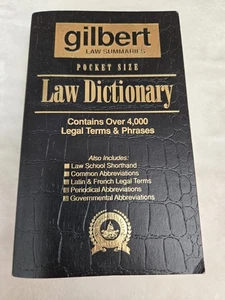 gilbert
LAW SUMMARIES
POCKET SIZE
Law Dictionary
Contains Over 4,000
Legal Terms & Phrases
Also Includes:
Law School Shorthand
Common Abbreviations
Latin & French Legal Terms
Periodical Abbreviations
Governmental Abbreviations